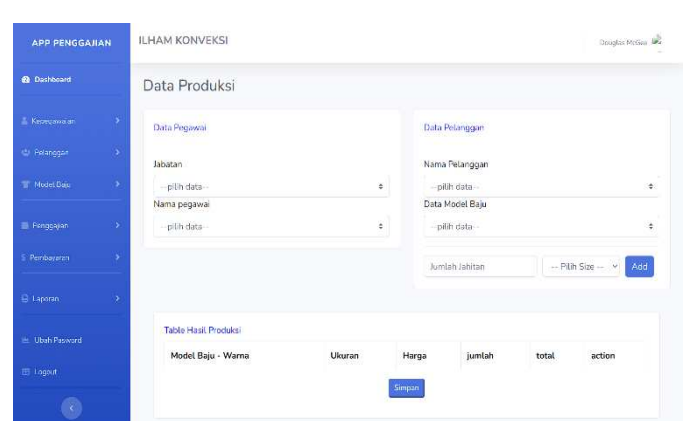 APP PENGGAJIAN
ILHAM KONVEKSI
Douglas McGee
Dashboard
Data Produksi
Kepegawaian
Pelanggan
Model Baju
Penggajian
Pembayaran
Laporan
Ubah Pasword
Logout
Data Pegawai
Jabatan
--pilih data--
Nama pegawai
--pilih data--
Data Pelanggan
Nama Pelanggan
--pilih data--
Data Model Baju
--pilih data--
Jumlah Jahitan
-- Pilih Size --
Add
Table Hasil Produksi
Model Baju - Warna Ukuran Harga jumlah total action
Simpan